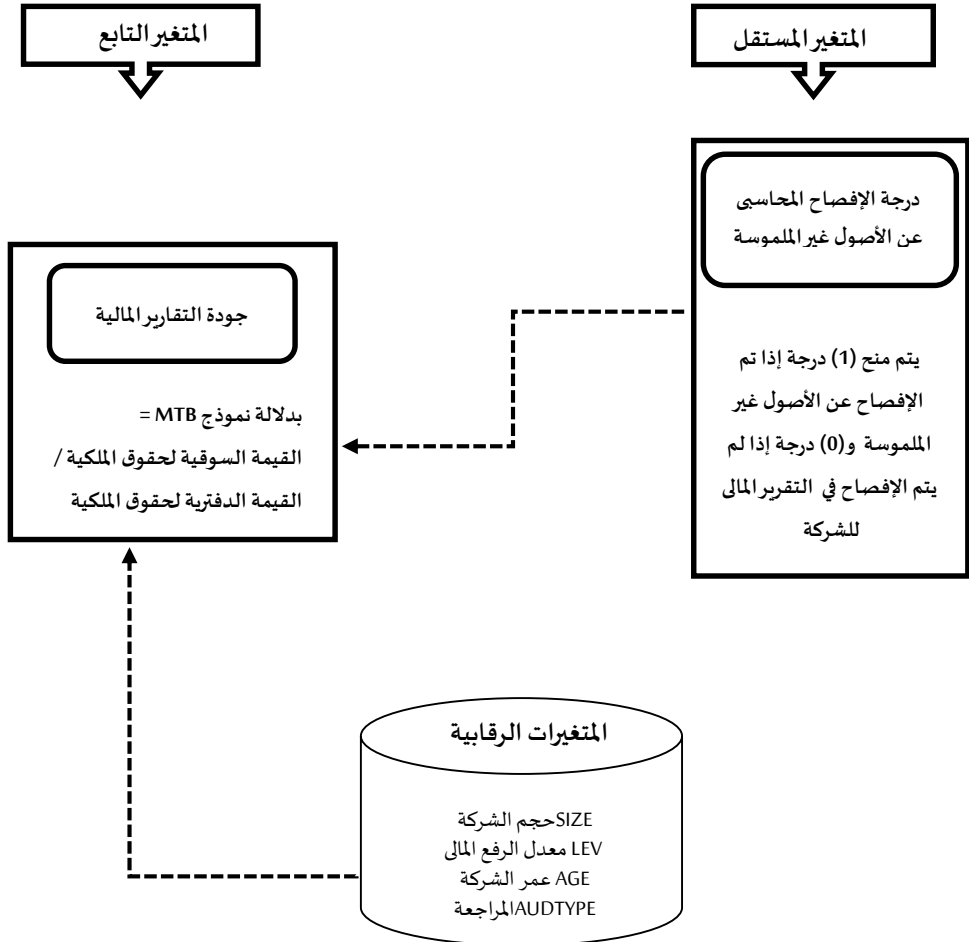 المتغير المستقل
المتغير التابع
درجة الإفصاح المحاسبى
عن الأصول غير الملموسة
يتم منح (1) درجة إذا تم
الإفصاح عن الأصول غير
الملموسة و(0) درجة إذا لم
يتم الإفصاح في التقرير المالى
للشركة
جودة التقارير المالية
بدلالة نموذج MTB =
القيمة السوقية لحقوق الملكية /
القيمة الدفترية لحقوق الملكية
المتغيرات الرقابية
SIZEحجم الشركة
LEV معدل الرفع المالى
AGE عمر الشركة
AUDTYPEالمراجعة